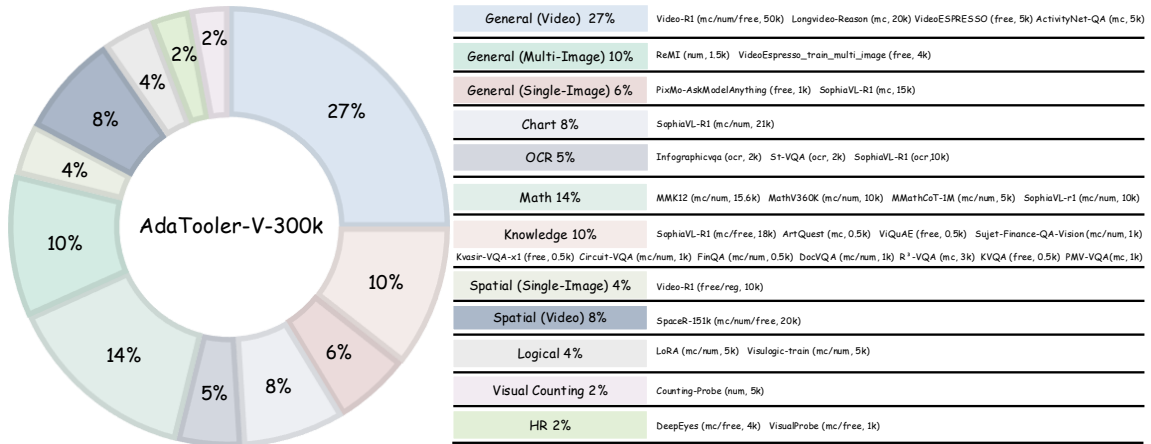 2%
2%
4%
8%
27%
4%
10%
AdaTooler-V-300k
10%
14%
6%
5%
8%
General (Video) 27% Video-R1 (mc/num/free, 50k) Longvideo-Reason (mc, 20k) VideoESPRESSO (free, 5k) ActivityNet-QA (mc, 5k)
General (Multi-Image) 10% ReMI (num, 1.5k) VideoEspresso_train_multi_image (free, 4k)
General (Single-Image) 6% PixMo-AskModelAnything (free, 1k) SophiaVL-R1 (mc, 15k)
Chart 8% SophiaVL-R1 (mc/num, 21k)
OCR 5% Infographicvqa (ocr, 2k) St-VQA (ocr, 2k) SophiaVL-R1 (ocr,10k)
Math 14% MMK12 (mc/num, 15.6k) MathV360K (mc/num, 10k) MMathCoT-1M (mc/num, 5k) SophiaVL-r1 (mc/num, 10k)
Knowledge 10% SophiaVL-R1 (mc/free, 18k) ArtQuest (mc, 0.5k) ViQuAE (free, 0.5k) Sujet-Finance-QA-Vision (mc/num, 1k)
Kvasir-VQA-x1 (free, 0.5k) Circuit-VQA (mc/num, 1k) FinQA (mc/num, 0.5k) DocVQA (mc/num, 1k) R³-VQA (mc, 3k) KVQA (free, 0.5k) PMV-VQA(mc, 1k)
Spatial (Single-Image) 4% Video-R1 (free/reg, 10k)
Spatial (Video) 8% SpaceR-151k (mc/num/free, 20k)
Logical 4% LoRA (mc/num, 5k) Visulogic-train (mc/num, 5k)
Visual Counting 2% Counting-Probe (num, 5k)
HR 2% DeepEyes (mc/free, 4k) VisualProbe (mc/free, 1k)